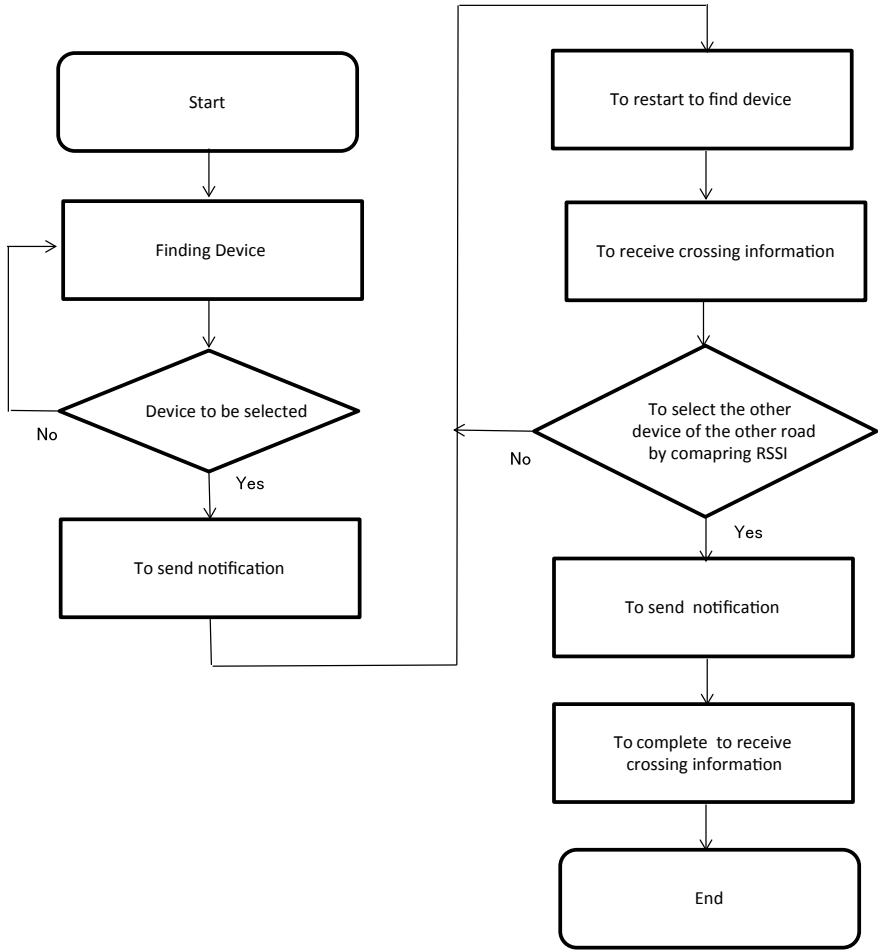 Start
Finding Device
Device to be selected
No
Yes
To send notification
To restart to find device
To receive crossing information
To select the other
device of the other road
by comapring RSSI
No
Yes
To send notification
To complete to receive
crossing information
End